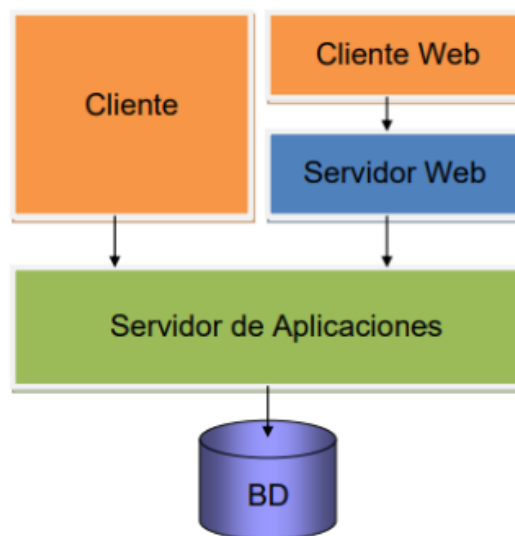 Cliente
Cliente Web
Servidor Web
Servidor de Aplicaciones
BD